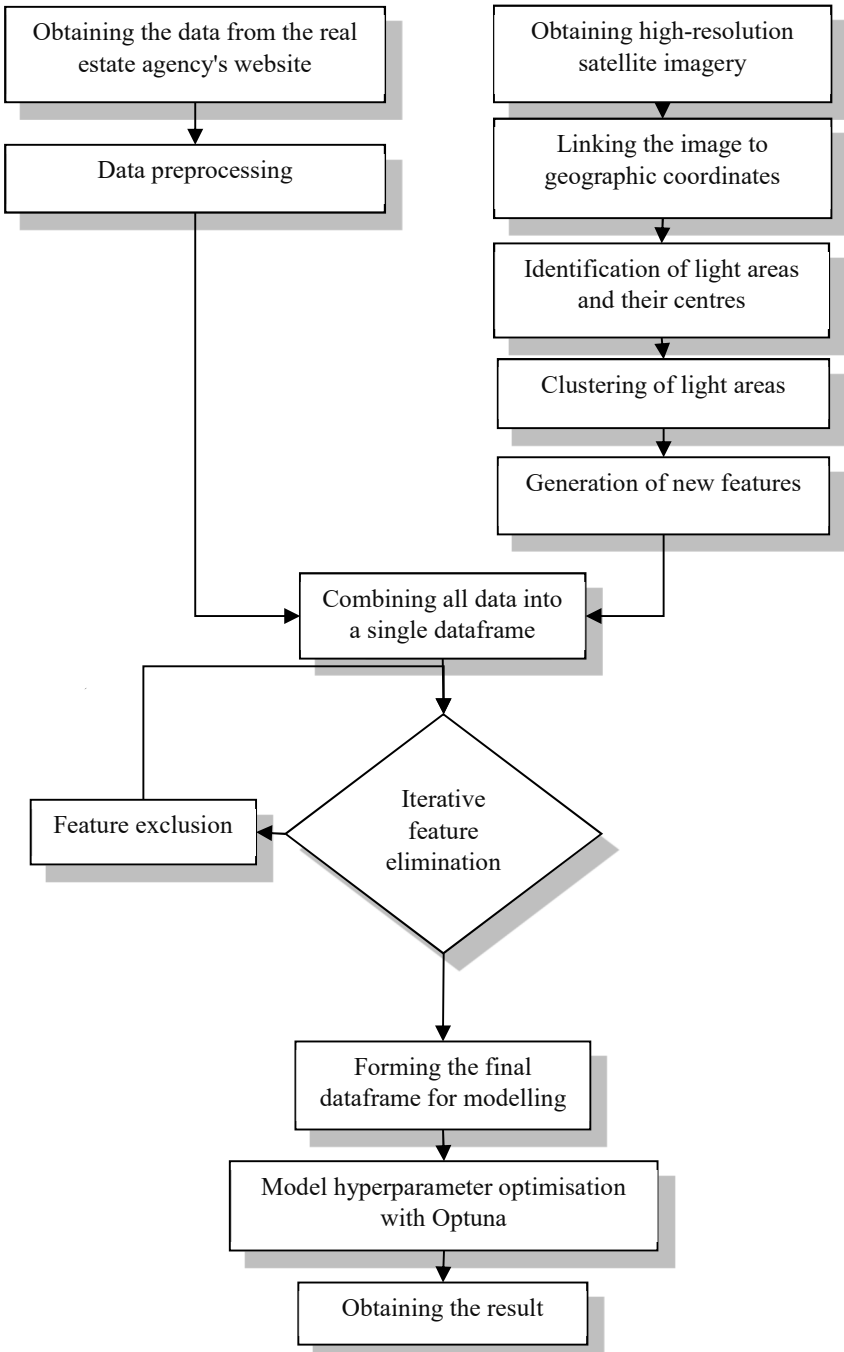 Obtaining the data from the real
estate agency's website
Data preprocessing
Obtaining high-resolution
satellite imagery
Linking the image to
geographic coordinates
Identification of light areas
and their centres
Clustering of light areas
Generation of new features
Combining all data into
a single dataframe
Iterative
feature
elimination
Feature exclusion
Forming the final
dataframe for modelling
Model hyperparameter optimisation
with Optuna
Obtaining the result